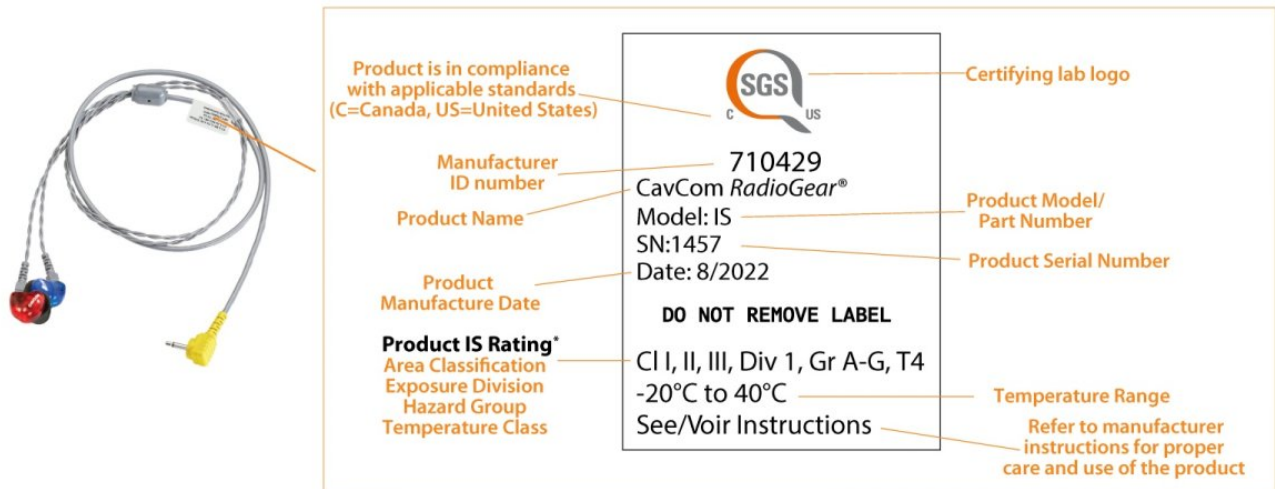 Product is in compliance
with applicable standards
(C=Canada, US=United States)
SGS
C US
Certifying lab logo
Manufacturer
ID number
710429
Product Name
CavCom RadioGear®
Model: IS
Product Model/
Part Number
SN:1457
Product Serial Number
Product
Manufacture Date
Date: 8/2022
DO NOT REMOVE LABEL
Product IS Rating*
Area Classification
Exposure Division
Hazard Group
Temperature Class
Cl I, II, III, Div 1, Gr A-G, T4
-20°C to 40°C
Temperature Range
See/Voir Instructions
Refer to manufacturer
instructions for proper
care and use of the product